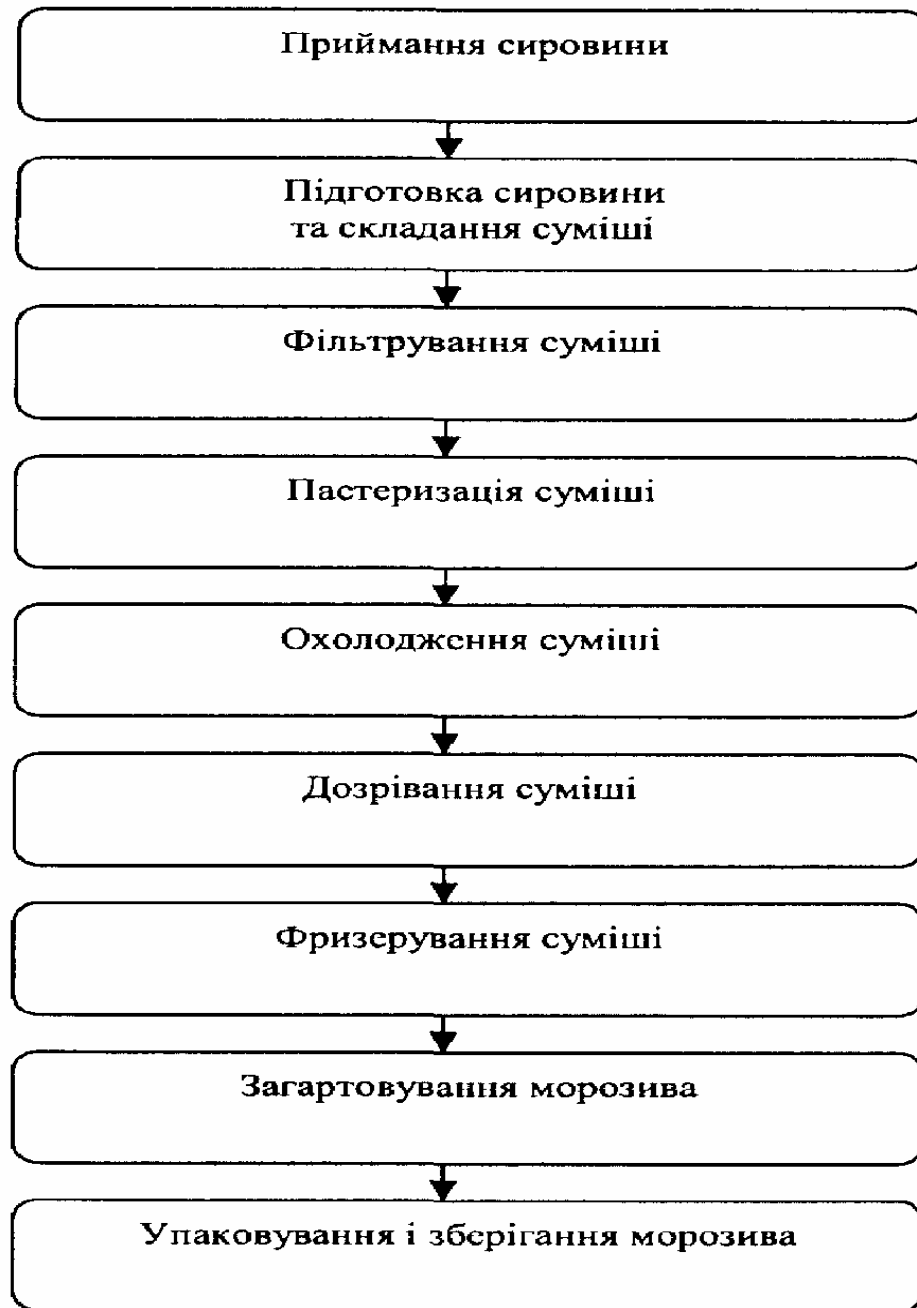 Приймання сировини
Підготовка сировини
та складання суміші
Фільтрування суміші
Пастеризація суміші
Охолодження суміші
Дозрівання суміші
Фризерування суміші
Загартовування морозива
Упаковування і зберігання морозива